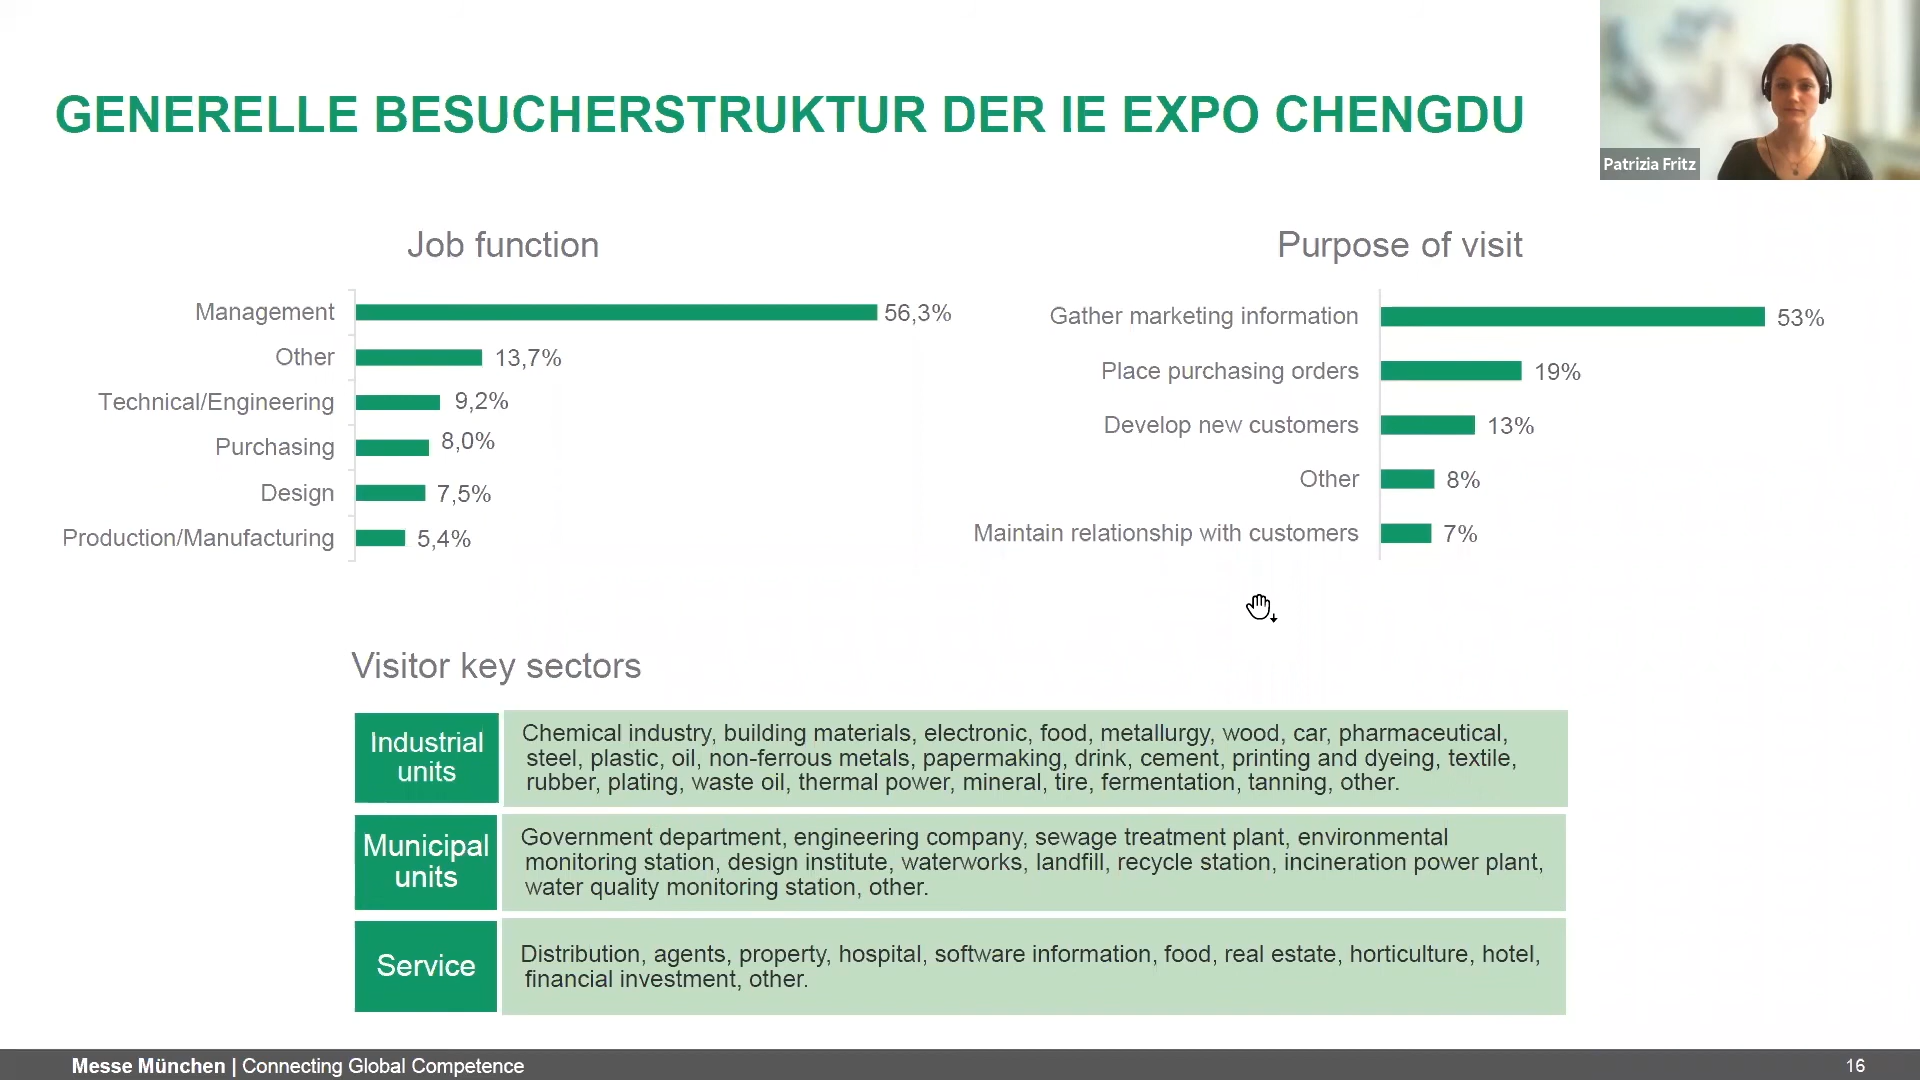 GENERELLE BESUCHERSTRUKTUR DER IE EXPO CHENGDU
Patrizia Fritz
Job function
Management 56,3%
Other 13,7%
Technical/Engineering 9,2%
Purchasing 8,0%
Design 7,5%
Production/Manufacturing 5,4%
Purpose of visit
Gather marketing information 53%
Place purchasing orders 19%
Develop new customers 13%
Other 8%
Maintain relationship with customers 7%
Visitor key sectors
Industrial
units
Chemical industry, building materials, electronic, food, metallurgy, wood, car, pharmaceutical,
steel, plastic, oil, non-ferrous metals, papermaking, drink, cement, printing and dyeing, textile,
rubber, plating, waste oil, thermal power, mineral, tire, fermentation, tanning, other.
Municipal
units
Government department, engineering company, sewage treatment plant, environmental
monitoring station, design institute, waterworks, landfill, recycle station, incineration power plant,
water quality monitoring station, other.
Service
Distribution, agents, property, hospital, software information, food, real estate, horticulture, hotel,
financial investment, other.
Messe München | Connecting Global Competence
16